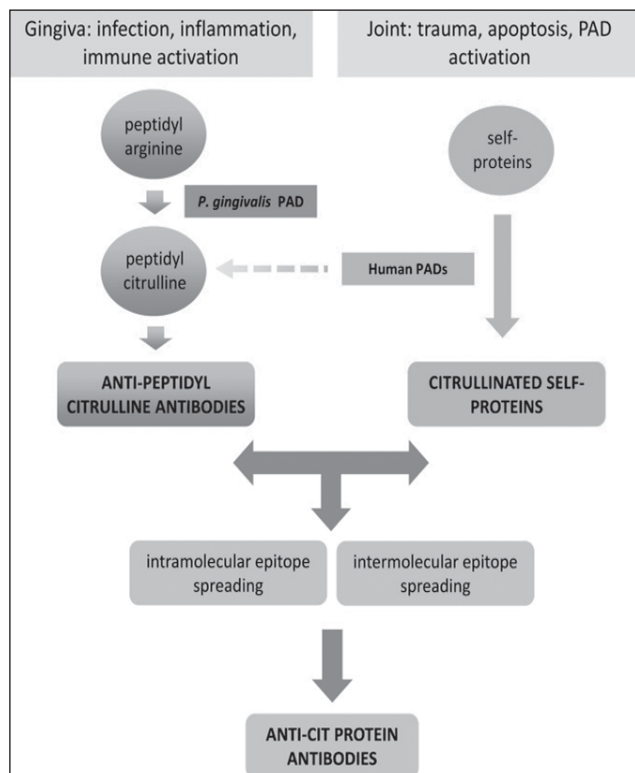 Gingiva: infection, inflammation,
immune activation
Joint: trauma, apoptosis, PAD
activation
peptidyl
arginine
self-
proteins
P. gingivalis PAD
peptidyl
citrulline
Human PADs
ANTI-PEPTIDYL
CITRULLINE ANTIBODIES
CITRULLINATED SELF-
PROTEINS
intramolecular epitope
spreading
intermolecular epitope
spreading
ANTI-CIT PROTEIN
ANTIBODIES